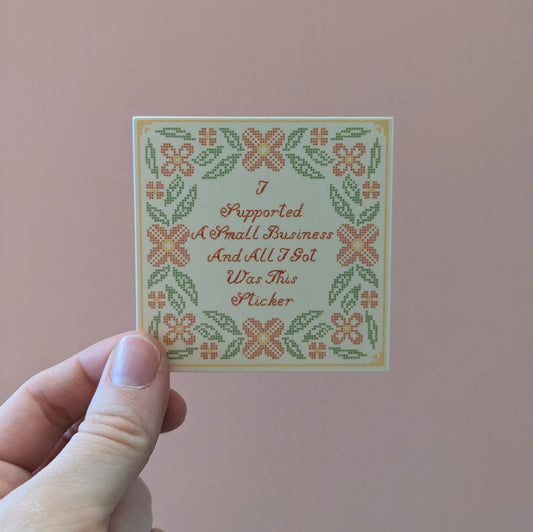 I
Supported
A Small Business
And All I Got
Was This
Sticker